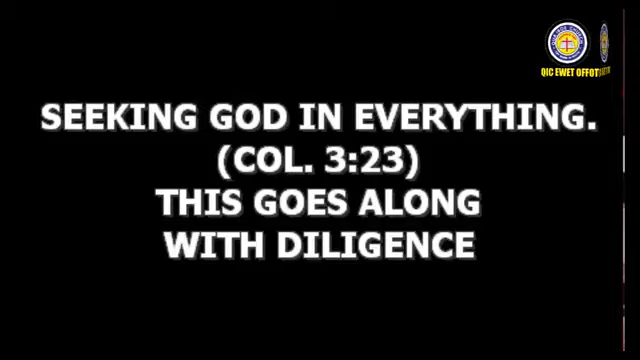 QIC EWET OFFOT
SEEKING GOD IN EVERYTHING.
(COL. 3:23)
THIS GOES ALONG
WITH DILIGENCE